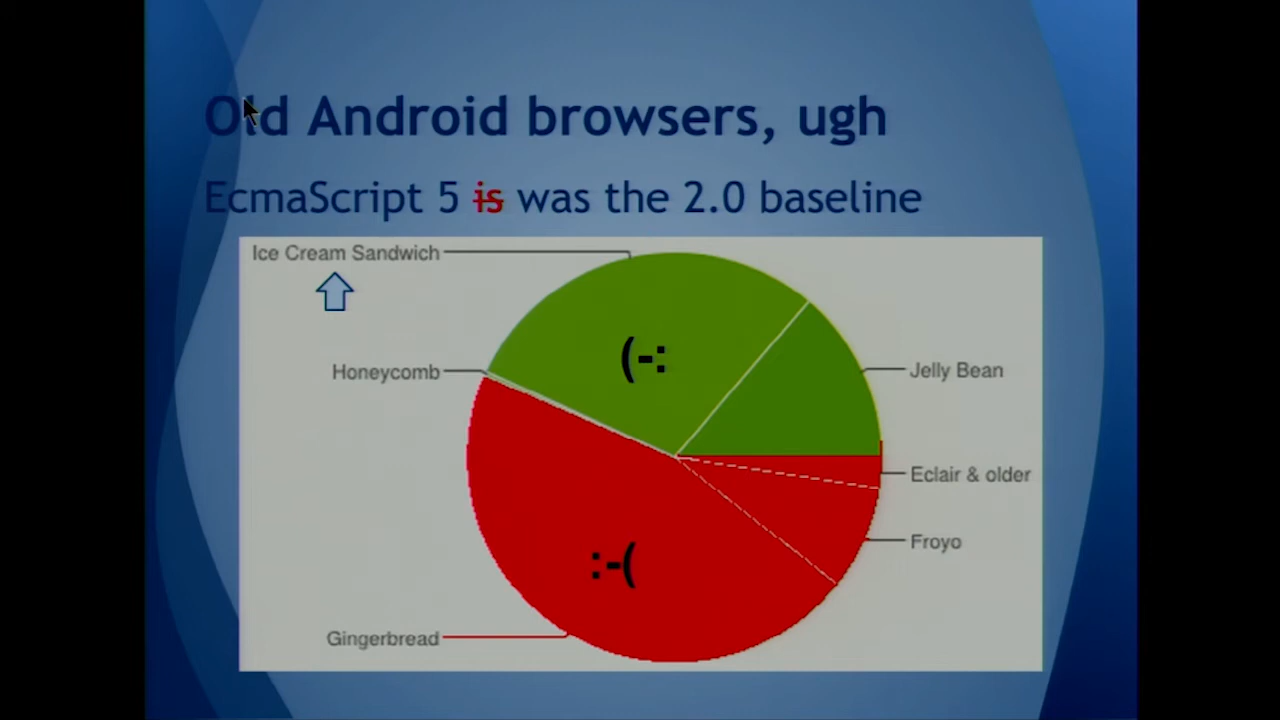 Old Android browsers, ugh
EcmaScript 5 is was the 2.0 baseline
Ice Cream Sandwich
(-:
Honeycomb
Jelly Bean
Eclair & older
Froyo
:-(
Gingerbread